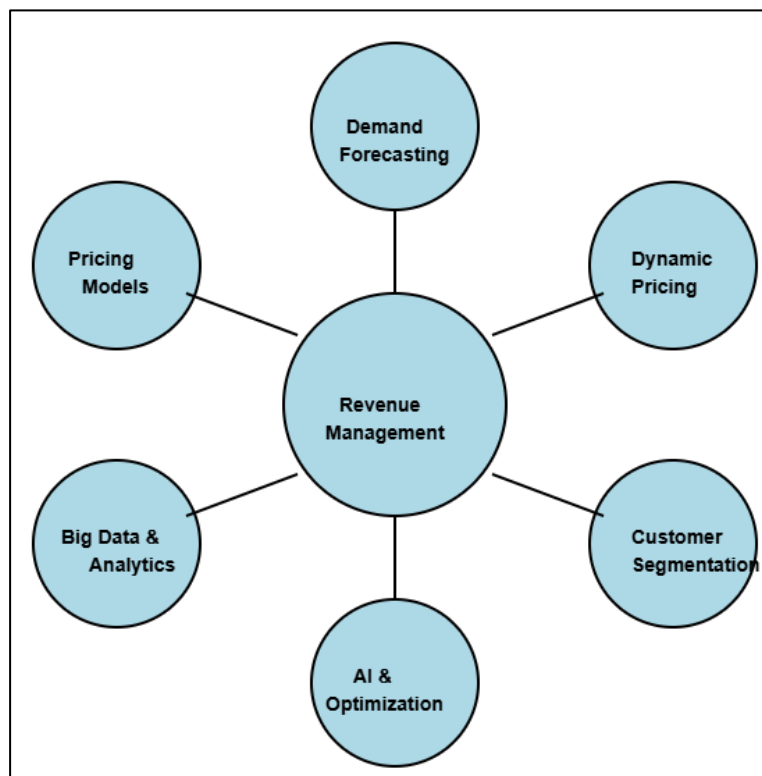 Demand
Forecasting
Pricing
Models
Dynamic
Pricing
Revenue
Management
Big Data &
Analytics
Customer
Segmentation
AI &
Optimization